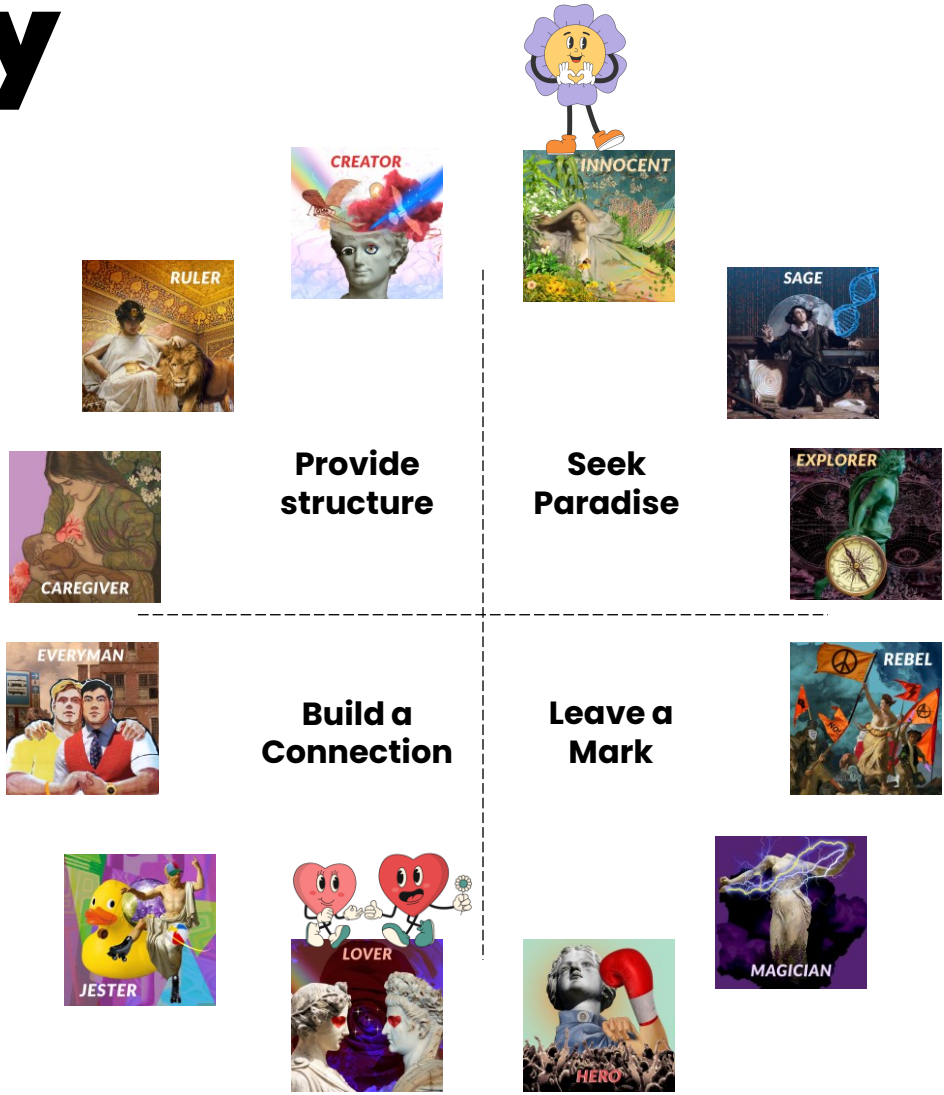 y
CREATOR
INNOCENT
RULER
SAGE
Provide
structure
Seek
Paradise
EXPLORER
CAREGIVER
EVERYMAN
REBEL
Build a
Connection
Leave a
Mark
NO!
JESTER
LOVER
MAGICIAN
HERO